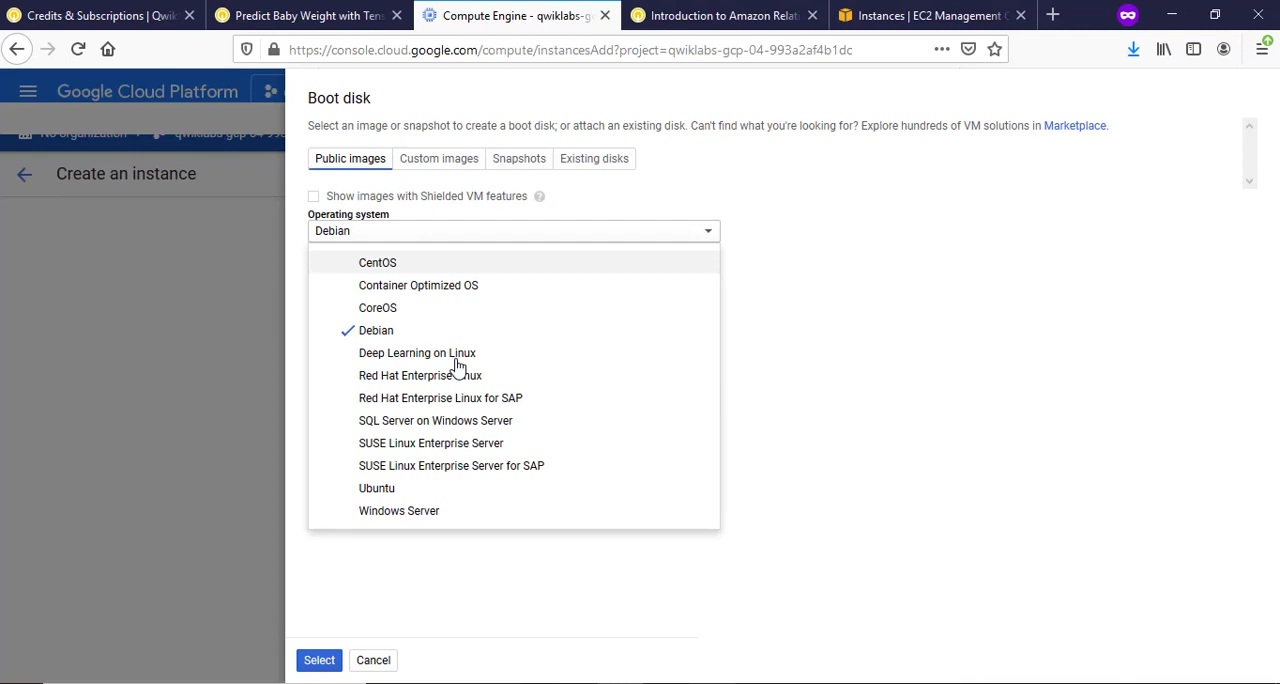 Credits & Subscriptions | Qwik
Predict Baby Weight with Tens
Compute Engine - qwiklabs-g
Introduction to Amazon Relati
Instances | EC2 Management C
https://console.cloud.google.com/compute/instancesAdd?project=qwiklabs-gcp-04-993a2af4b1dc
Google Cloud Platform
No organization
qwiklabs-gcp-04-993
Create an instance
Boot disk
Select an image or snapshot to create a boot disk; or attach an existing disk. Can't find what you're looking for? Explore hundreds of VM solutions in Marketplace.
Public images
Custom images
Snapshots
Existing disks
Show images with Shielded VM features
Operating system
Debian
CentOS
Container Optimized OS
CoreOS
Debian
Deep Learning on Linux
Red Hat Enterprise Linux
Red Hat Enterprise Linux for SAP
SQL Server on Windows Server
SUSE Linux Enterprise Server
SUSE Linux Enterprise Server for SAP
Ubuntu
Windows Server
Select
Cancel